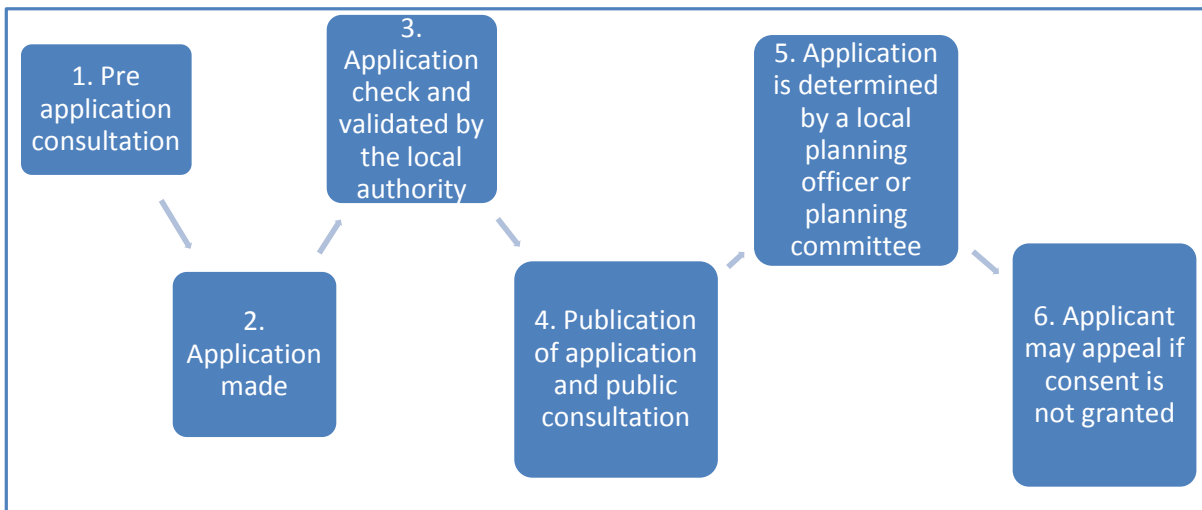 1. Pre
application
consultation
2.
Application
made
3.
Application
check and
validated by
the local
authority
4. Publication
of application
and public
consultation
5. Application
is determined
by a local
planning
officer or
planning
committee
6. Applicant
may appeal if
consent is
not granted